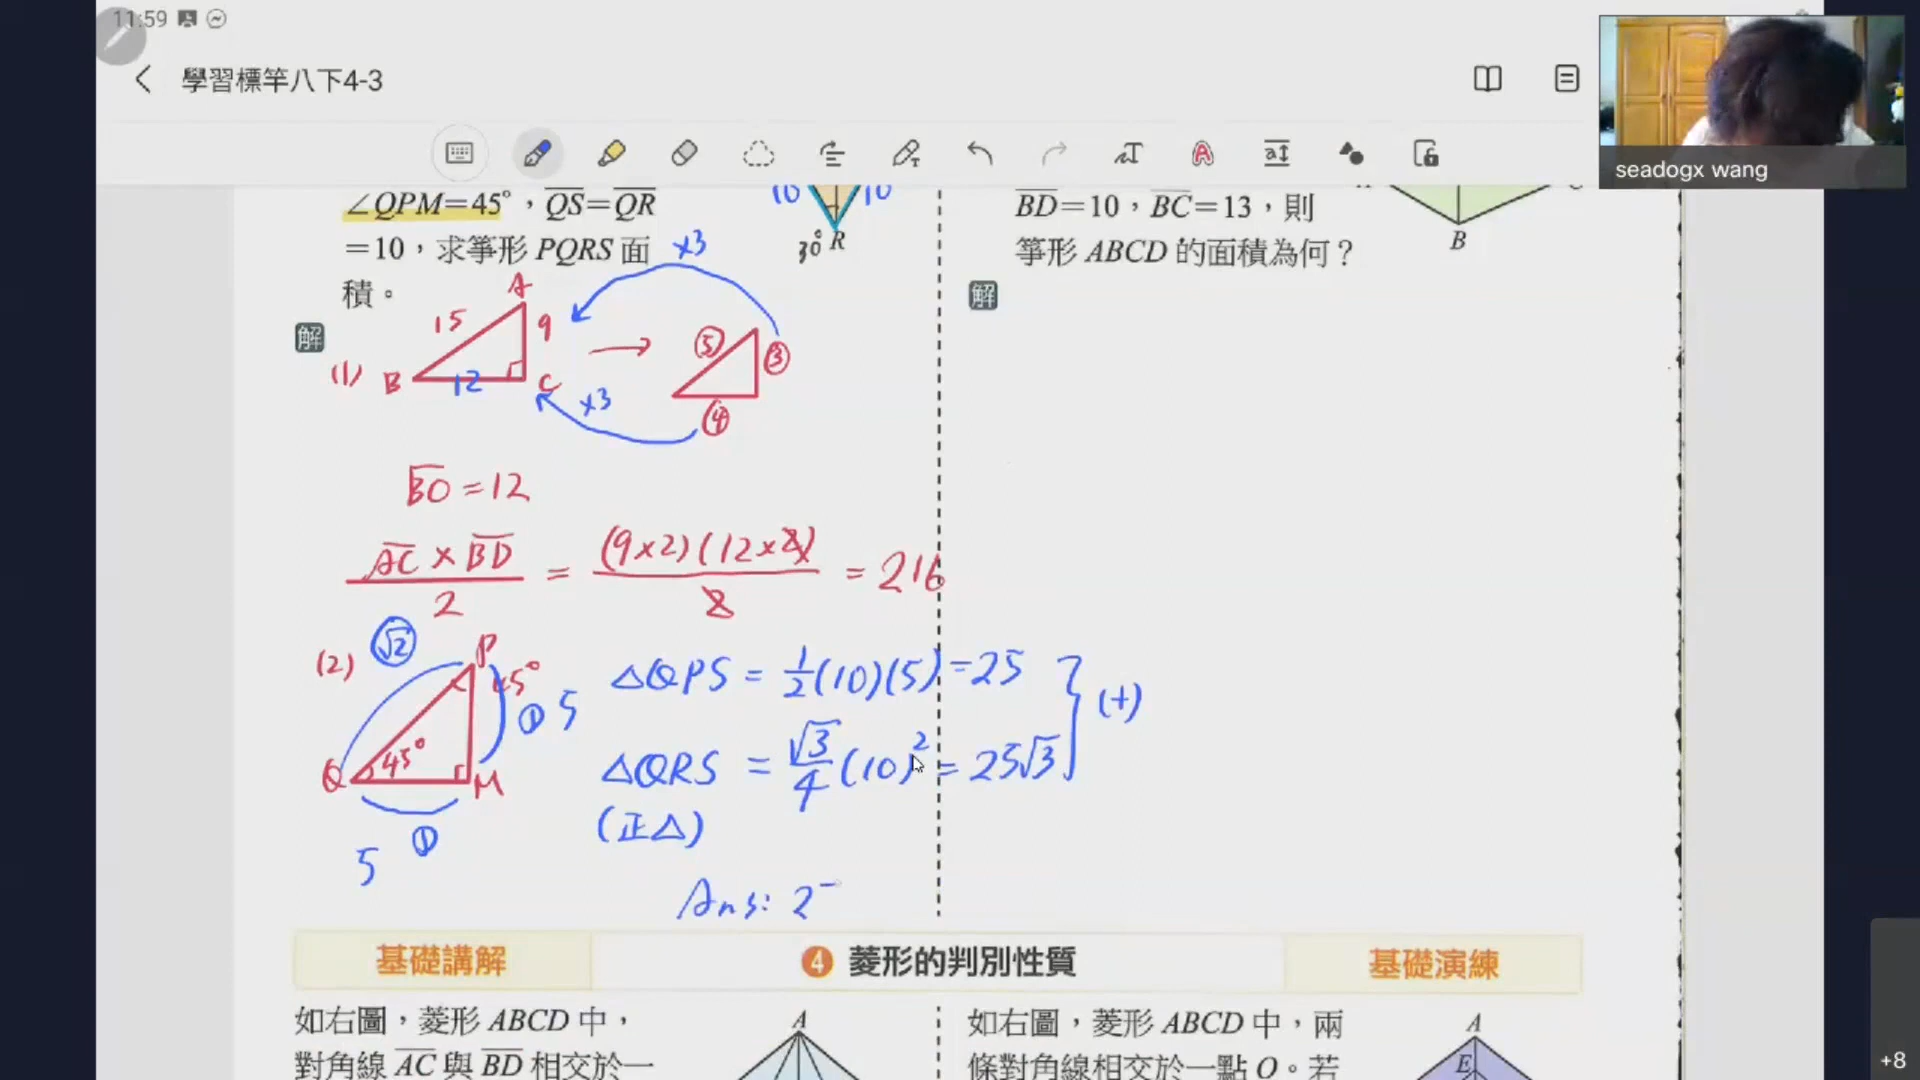 11:59
學習標竿八下4-3
seadogx wang
∠QPM=45°，QS=QR
=10，求箏形 PQRS 面
積。
10 10
30° R
解
(1)
A
15
9
B
12
C
×3
×3
⑤
③
④
BO=12
AC×BD/2 = (9×2)(12×2)/2 = 216
(2)
√2
P
45°
① 5
Q
45°
M
①
5
△QPS = 1/2(10)(5)=25
△QRS = √3/4(10)²=25√3
(+)
(正△)
Ans: 2
BD=10，BC=13，則
箏形 ABCD 的面積為何？
B
解
基礎講解
4 菱形的判別性質
基礎演練
如右圖，菱形 ABCD 中，
對角線 AC 與 BD 相交於一
A
如右圖，菱形 ABCD 中，兩
條對角線相交於一點 O。若
A
E
+8